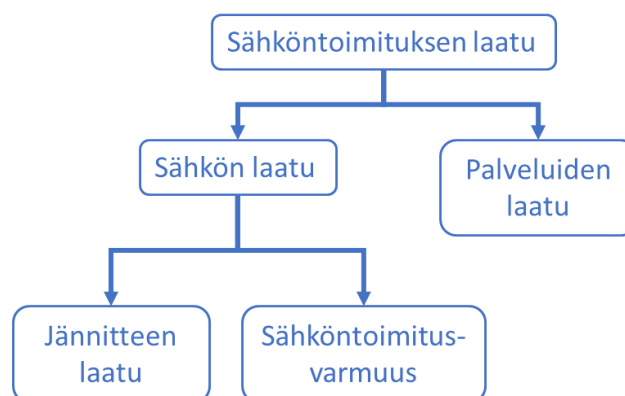 Sähköntoimituksen laatu
Sähkön laatu
Palveluiden
laatu
Jännitteen
laatu
Sähköntoimitus-
varmuus